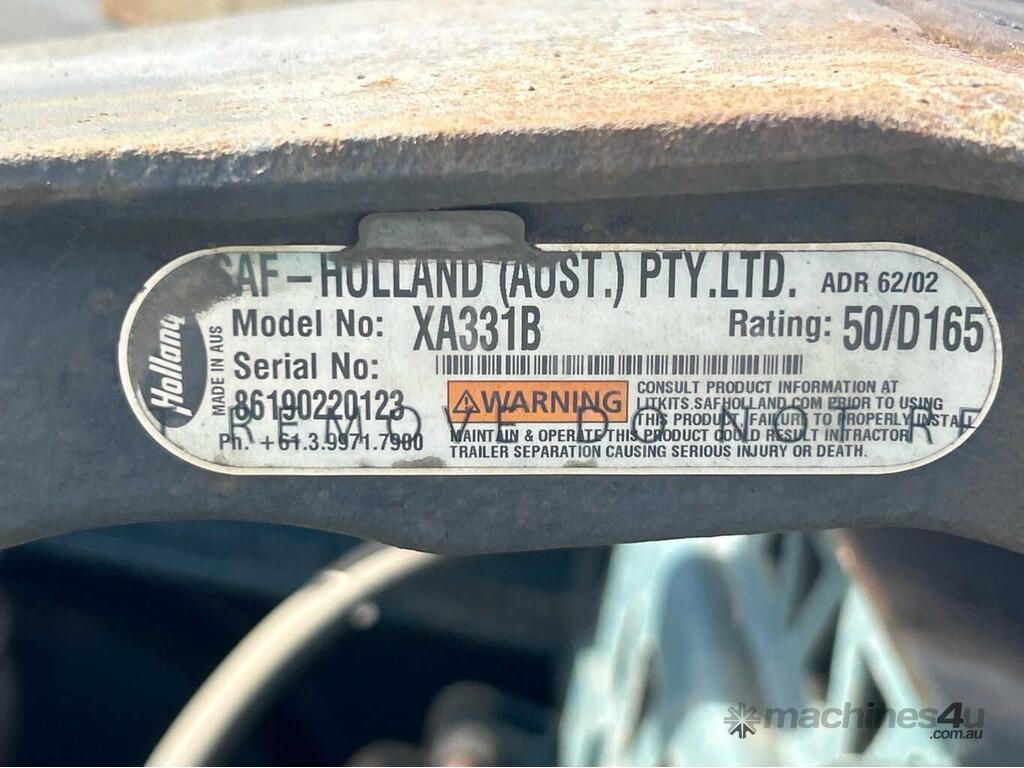 SAF-HOLLAND (AUST.) PTY.LTD. ADR 62/02
Holland
MADE IN AUS
Model No: XA331B Rating: 50/D165
Serial No:
86190220123
Ph. +61.3.9971.7900
WARNING
CONSULT PRODUCT INFORMATION AT
LITKITS.SAFHOLLAND.COM PRIOR TO USING
THIS PRODUCT. FAILURE TO PROPERLY INSTALL
MAINTAIN & OPERATE THIS PRODUCT COULD RESULT IN TRACTOR
TRAILER SEPARATION CAUSING SERIOUS INJURY OR DEATH.
T REMOVE DO NOT RE
machines4u
.com.au